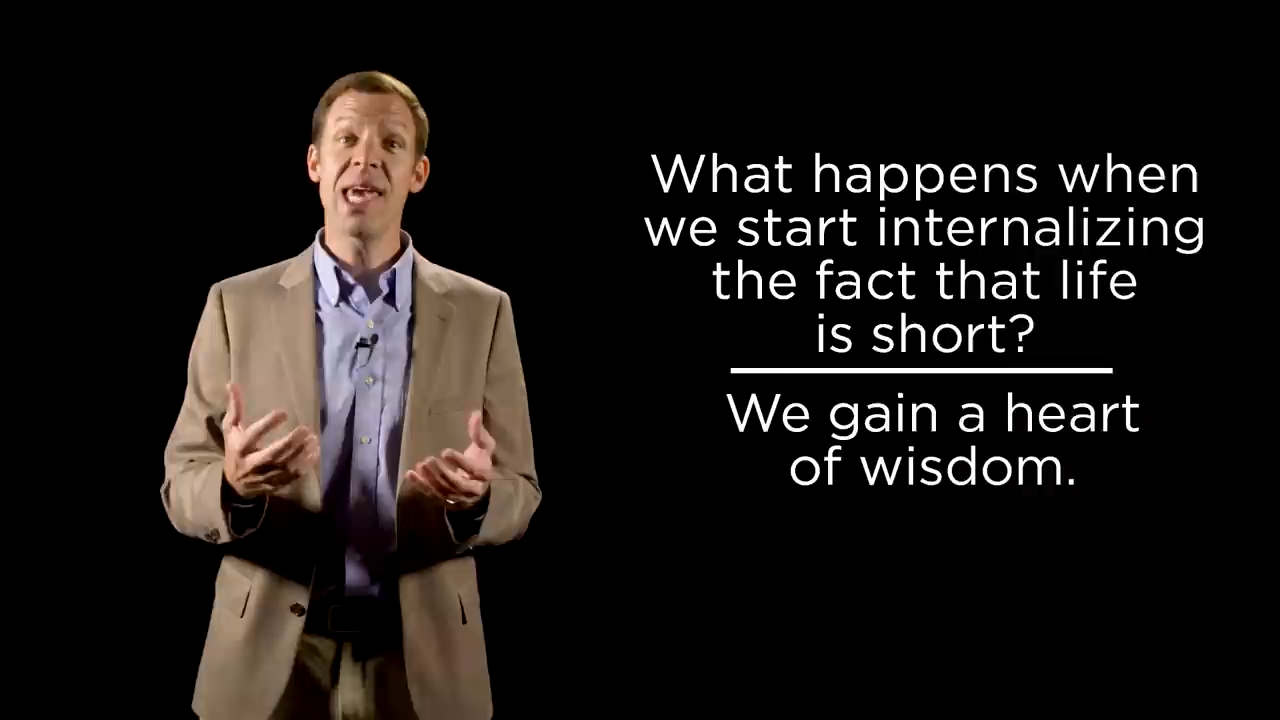 What happens when
we start internalizing
the fact that life
is short?
We gain a heart
of wisdom.